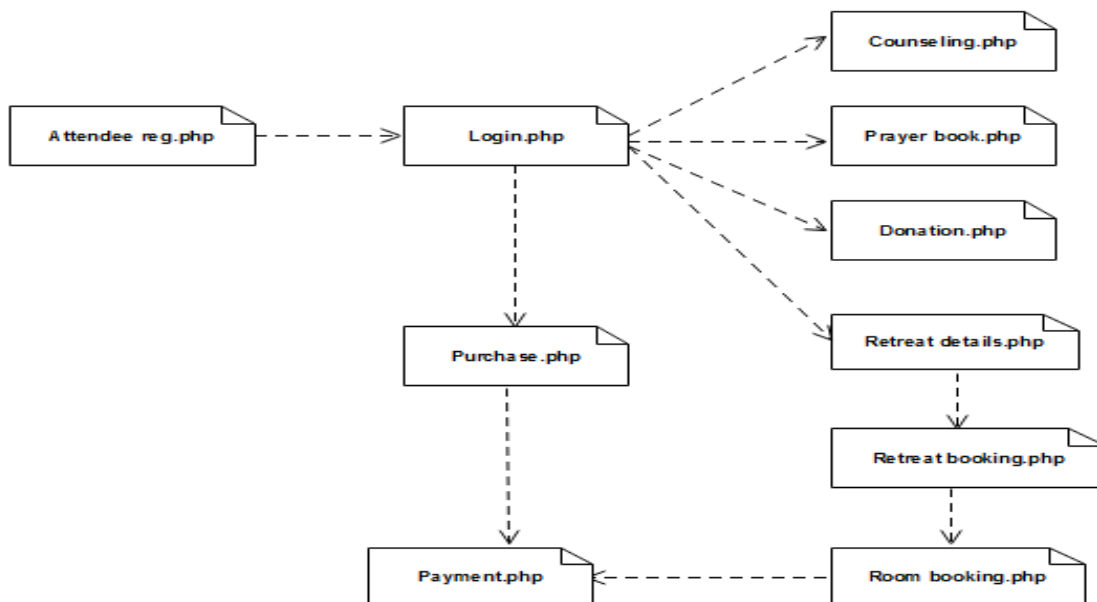 Counseling.php
Attendee reg.php
Login.php
Prayer book.php
Donation.php
Purchase.php
Retreat details.php
Retreat booking.php
Payment.php
Room booking.php